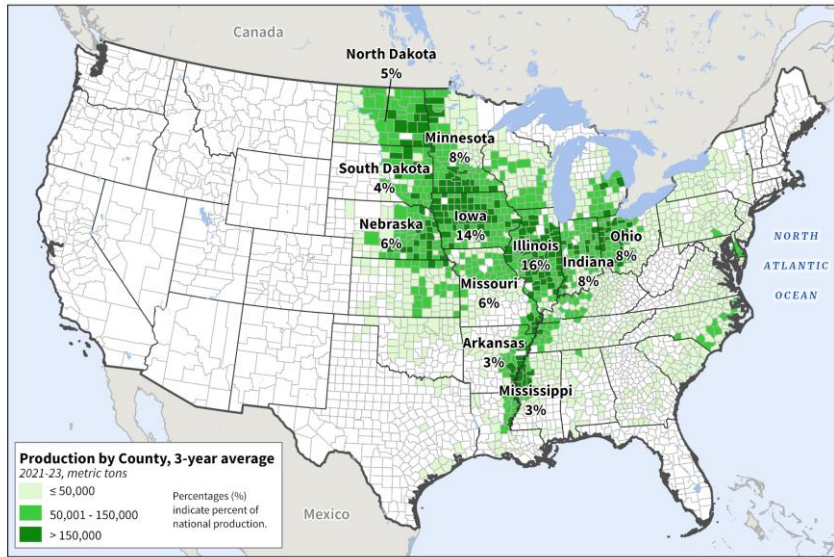 Canada
North Dakota
5%
Minnesota
8%
South Dakota
4%
Iowa
14%
Nebraska
6%
Illinois
16%
Ohio
8%
Indiana
8%
Missouri
6%
Arkansas
3%
Mississippi
3%
NORTH
ATLANTIC
OCEAN
Mexico
Production by County, 3-year average
2021-23, metric tons
≤ 50,000
50,001 - 150,000
> 150,000
Percentages (%)
indicate percent of
national production.